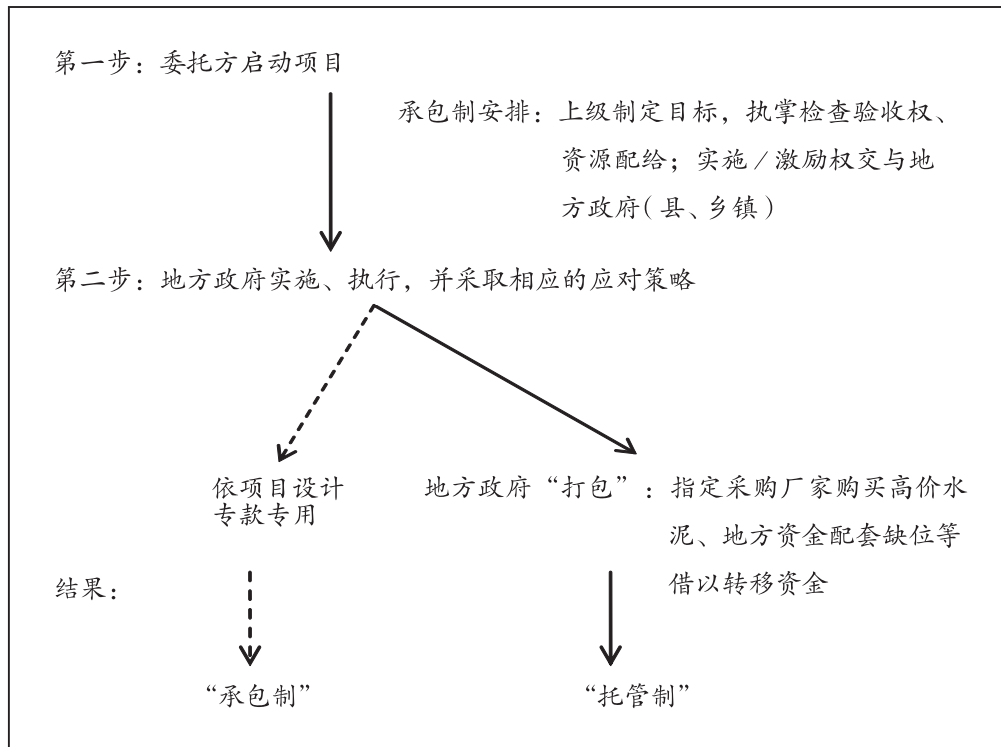 第一步：委托方启动项目
承包制安排：上级制定目标，执掌检查验收权、
资源配给；实施/激励权交与地
方政府(县、乡镇)
第二步：地方政府实施、执行，并采取相应的应对策略
依项目设计
专款专用
地方政府“打包”：指定采购厂家购买高价水
泥、地方资金配套缺位等
借以转移资金
结果：
“承包制”
“托管制”